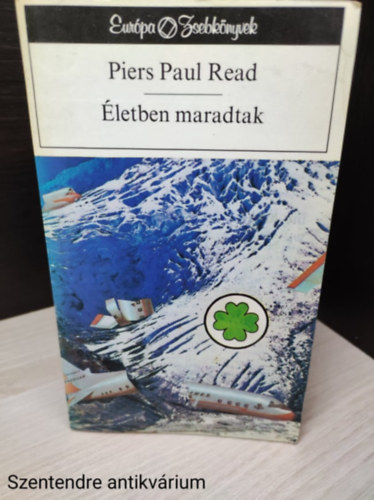 Európa Zsebkönyvek
Piers Paul Read
Életben maradtak
Szentendre antikvárium